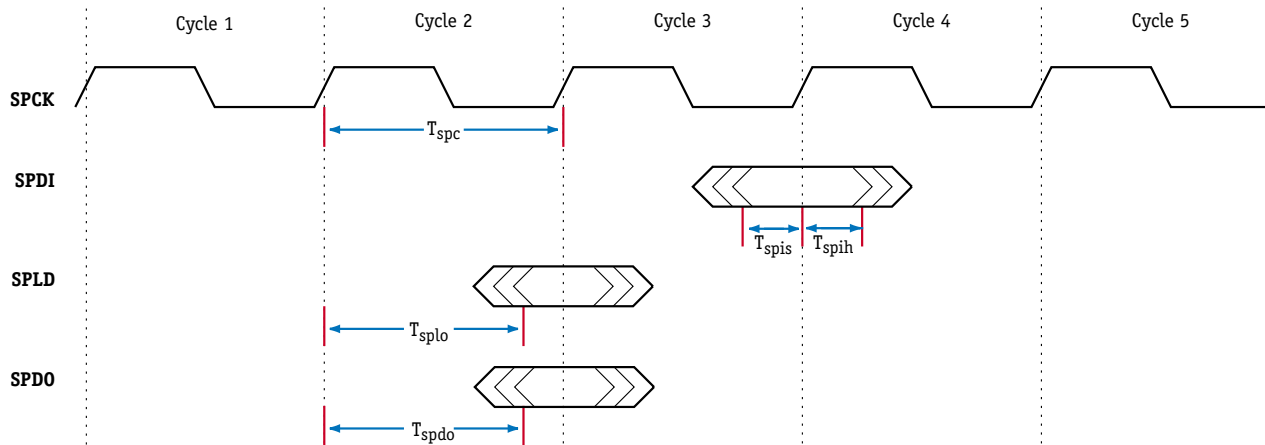 Cycle 1 Cycle 2 Cycle 3 Cycle 4 Cycle 5
SPCK
Tspc
SPDI
Tspis Tspih
SPLD
Tsplo
SPDO
Tspdo